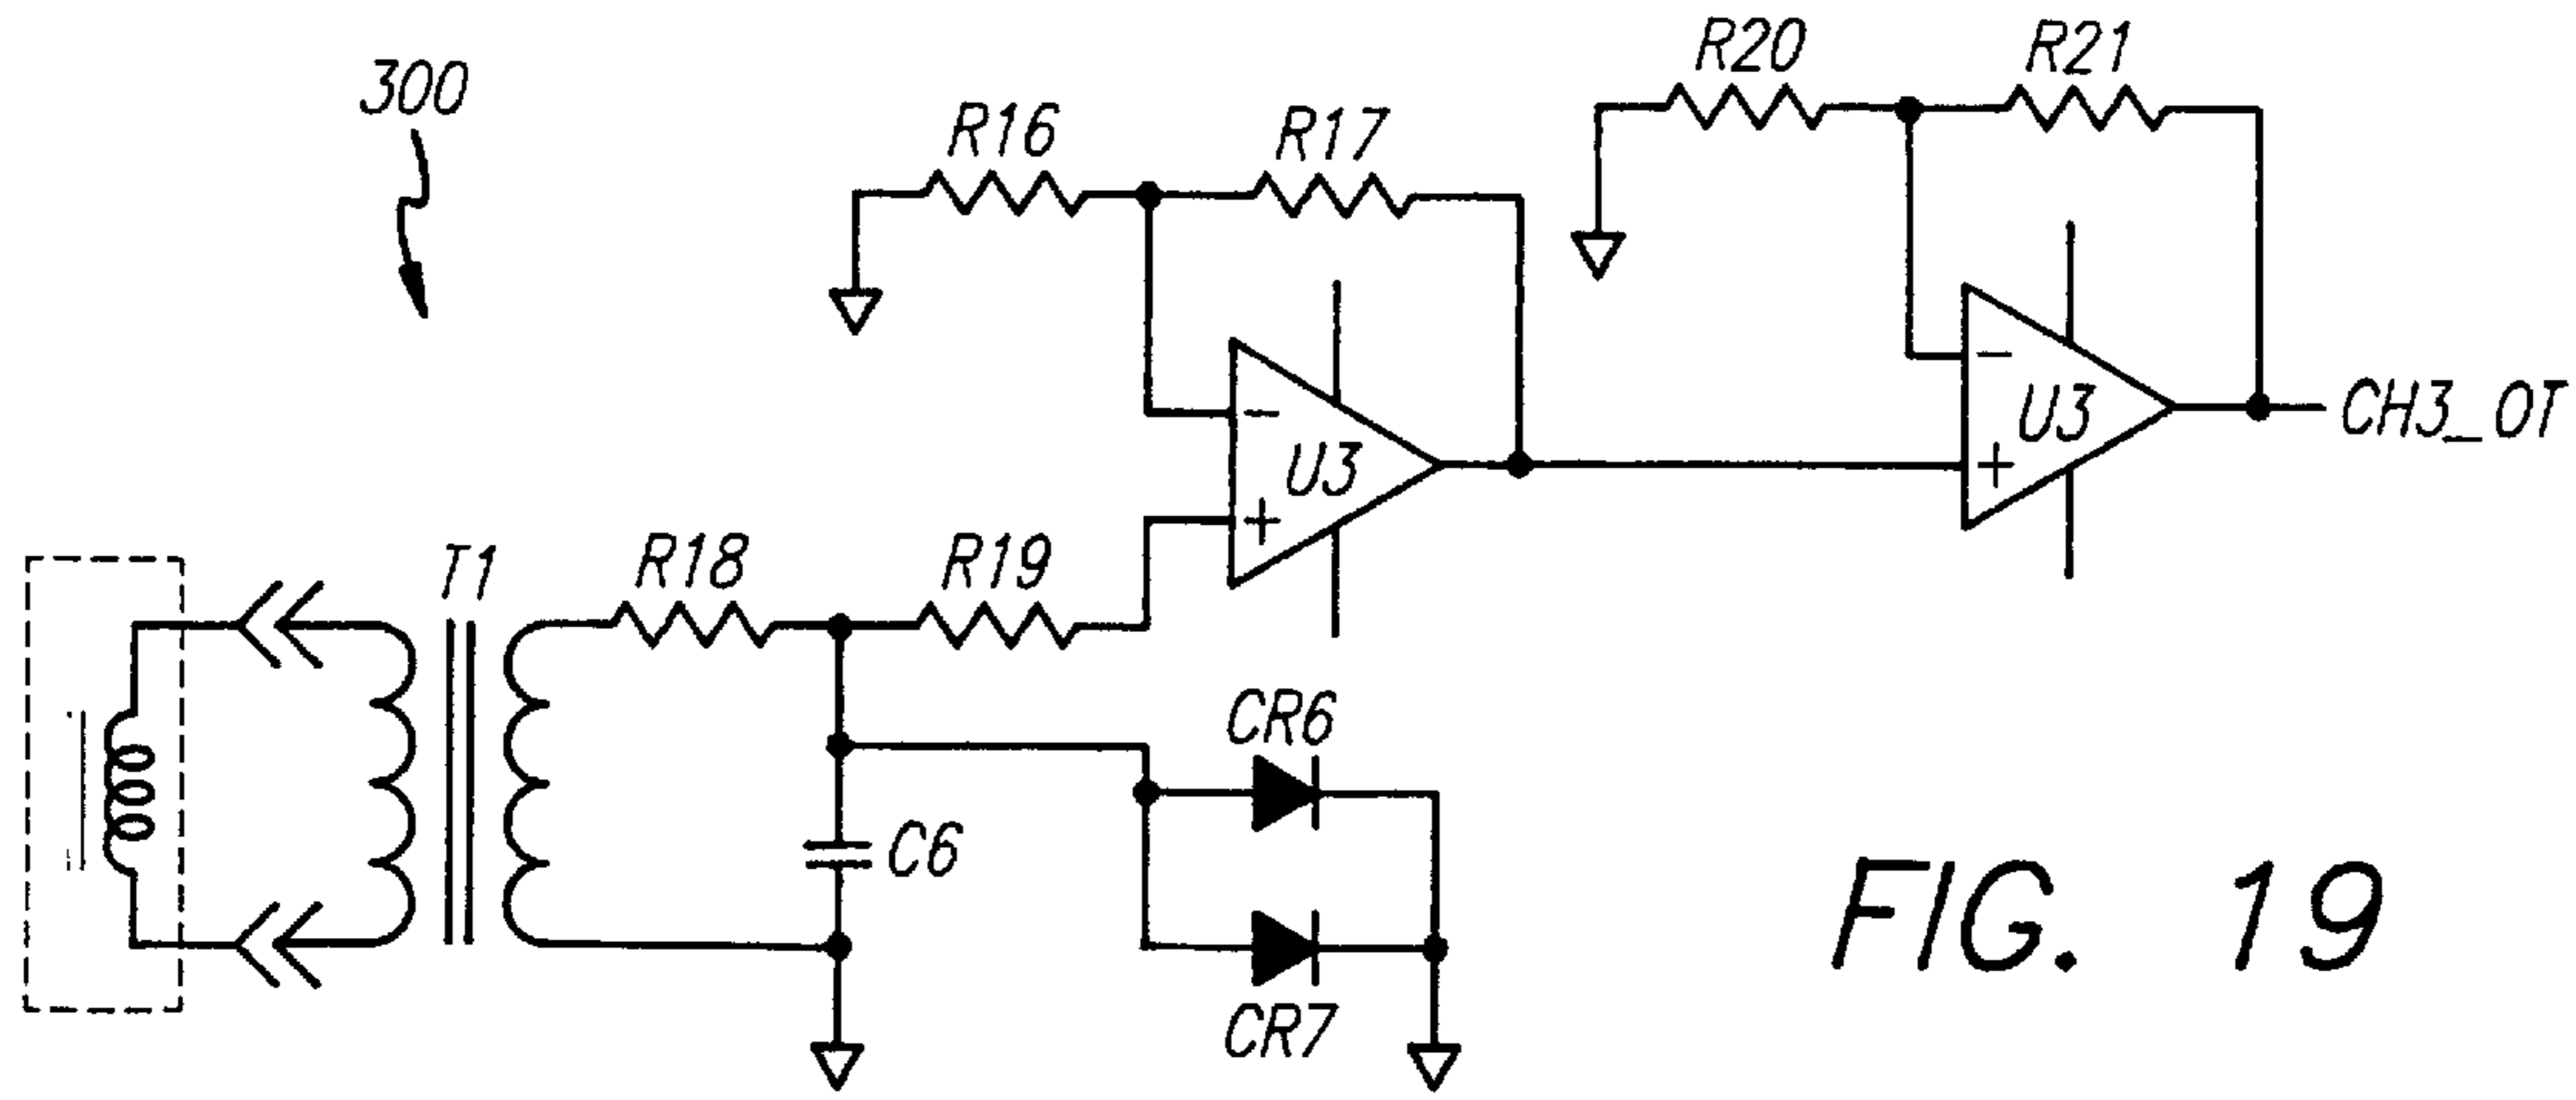 300
R20
R21
R16
R17
-
U3
+
-
U3
+
CH3_OT
T1
R18
R19
CR6
C6
CR7
FIG. 19